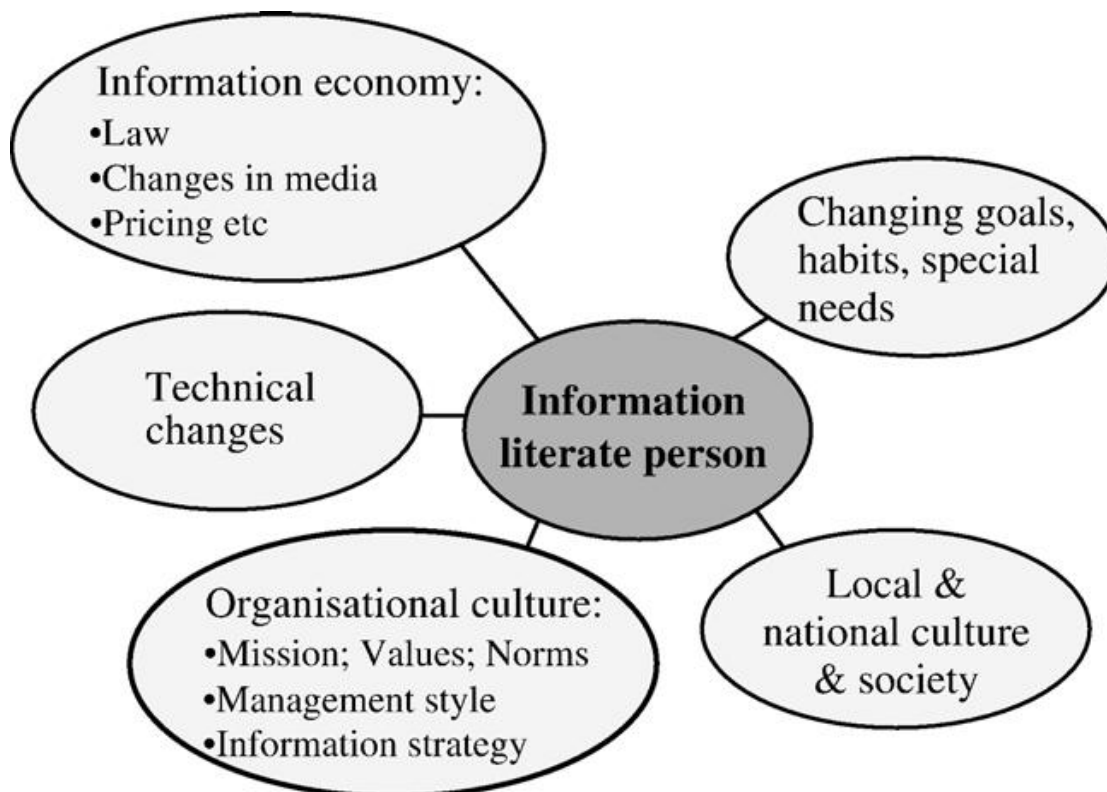 Information economy:
•Law
•Changes in media
•Pricing etc
Changing goals,
habits, special
needs
Technical
changes
Information
literate person
Organisational culture:
•Mission; Values; Norms
•Management style
•Information strategy
Local &
national culture
& society